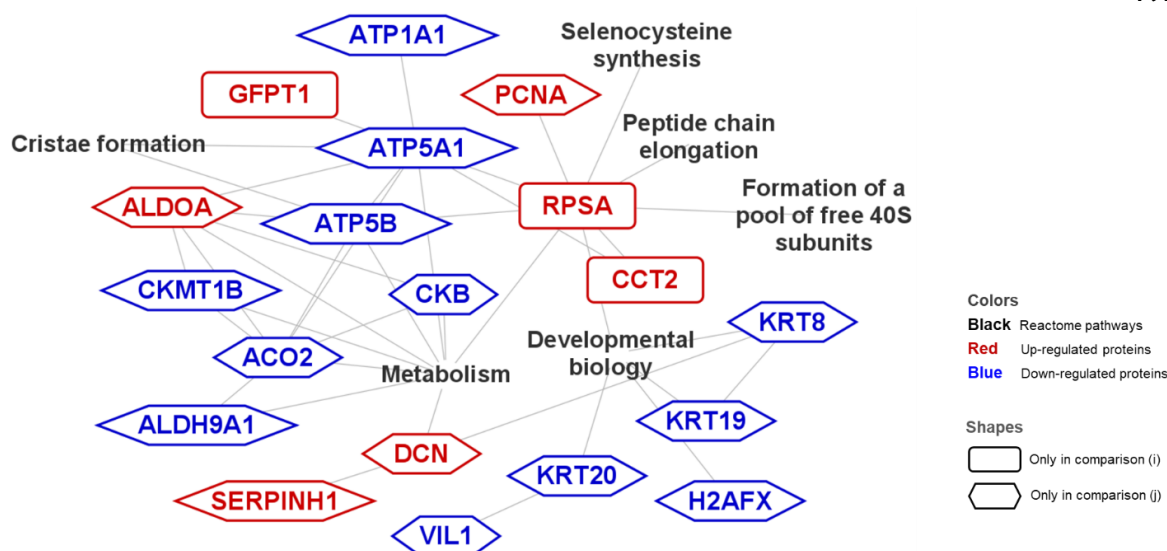 ATP1A1
Selenocysteine
synthesis
GFPT1
PCNA
Peptide chain
elongation
Cristae formation
ATP5A1
Formation of a
pool of free 40S
subunits
ALDOA
ATP5B
RPSA
CKMT1B
CKB
CCT2
KRT8
ACO2
Metabolism
Developmental
biology
ALDH9A1
DCN
KRT19
KRT20
SERPINH1
H2AFX
VIL1
Colors
Black Reactome pathways
Red Up-regulated proteins
Blue Down-regulated proteins
Shapes
Only in comparison (i)
Only in comparison (j)